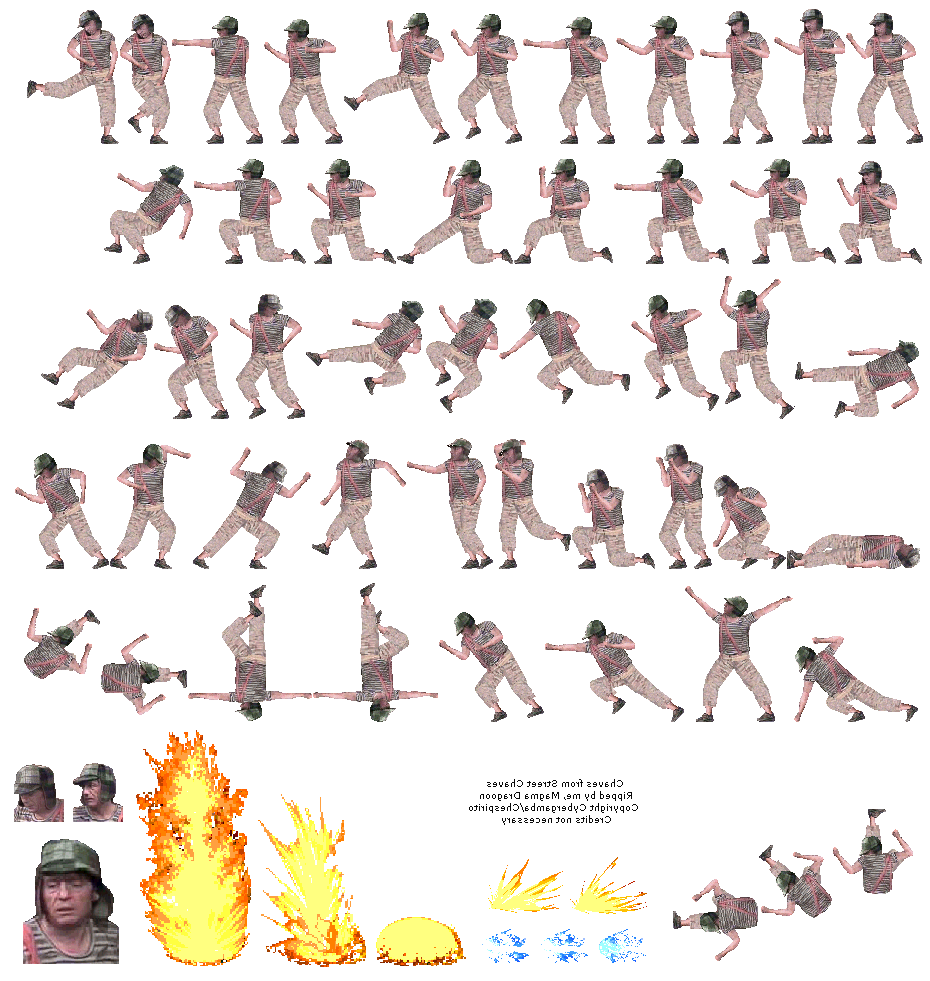 Chaves from Street Chaves
Ripped by me, Magma Dragoon
Copyright Cybergamba/Chespirito
Credits not necessary